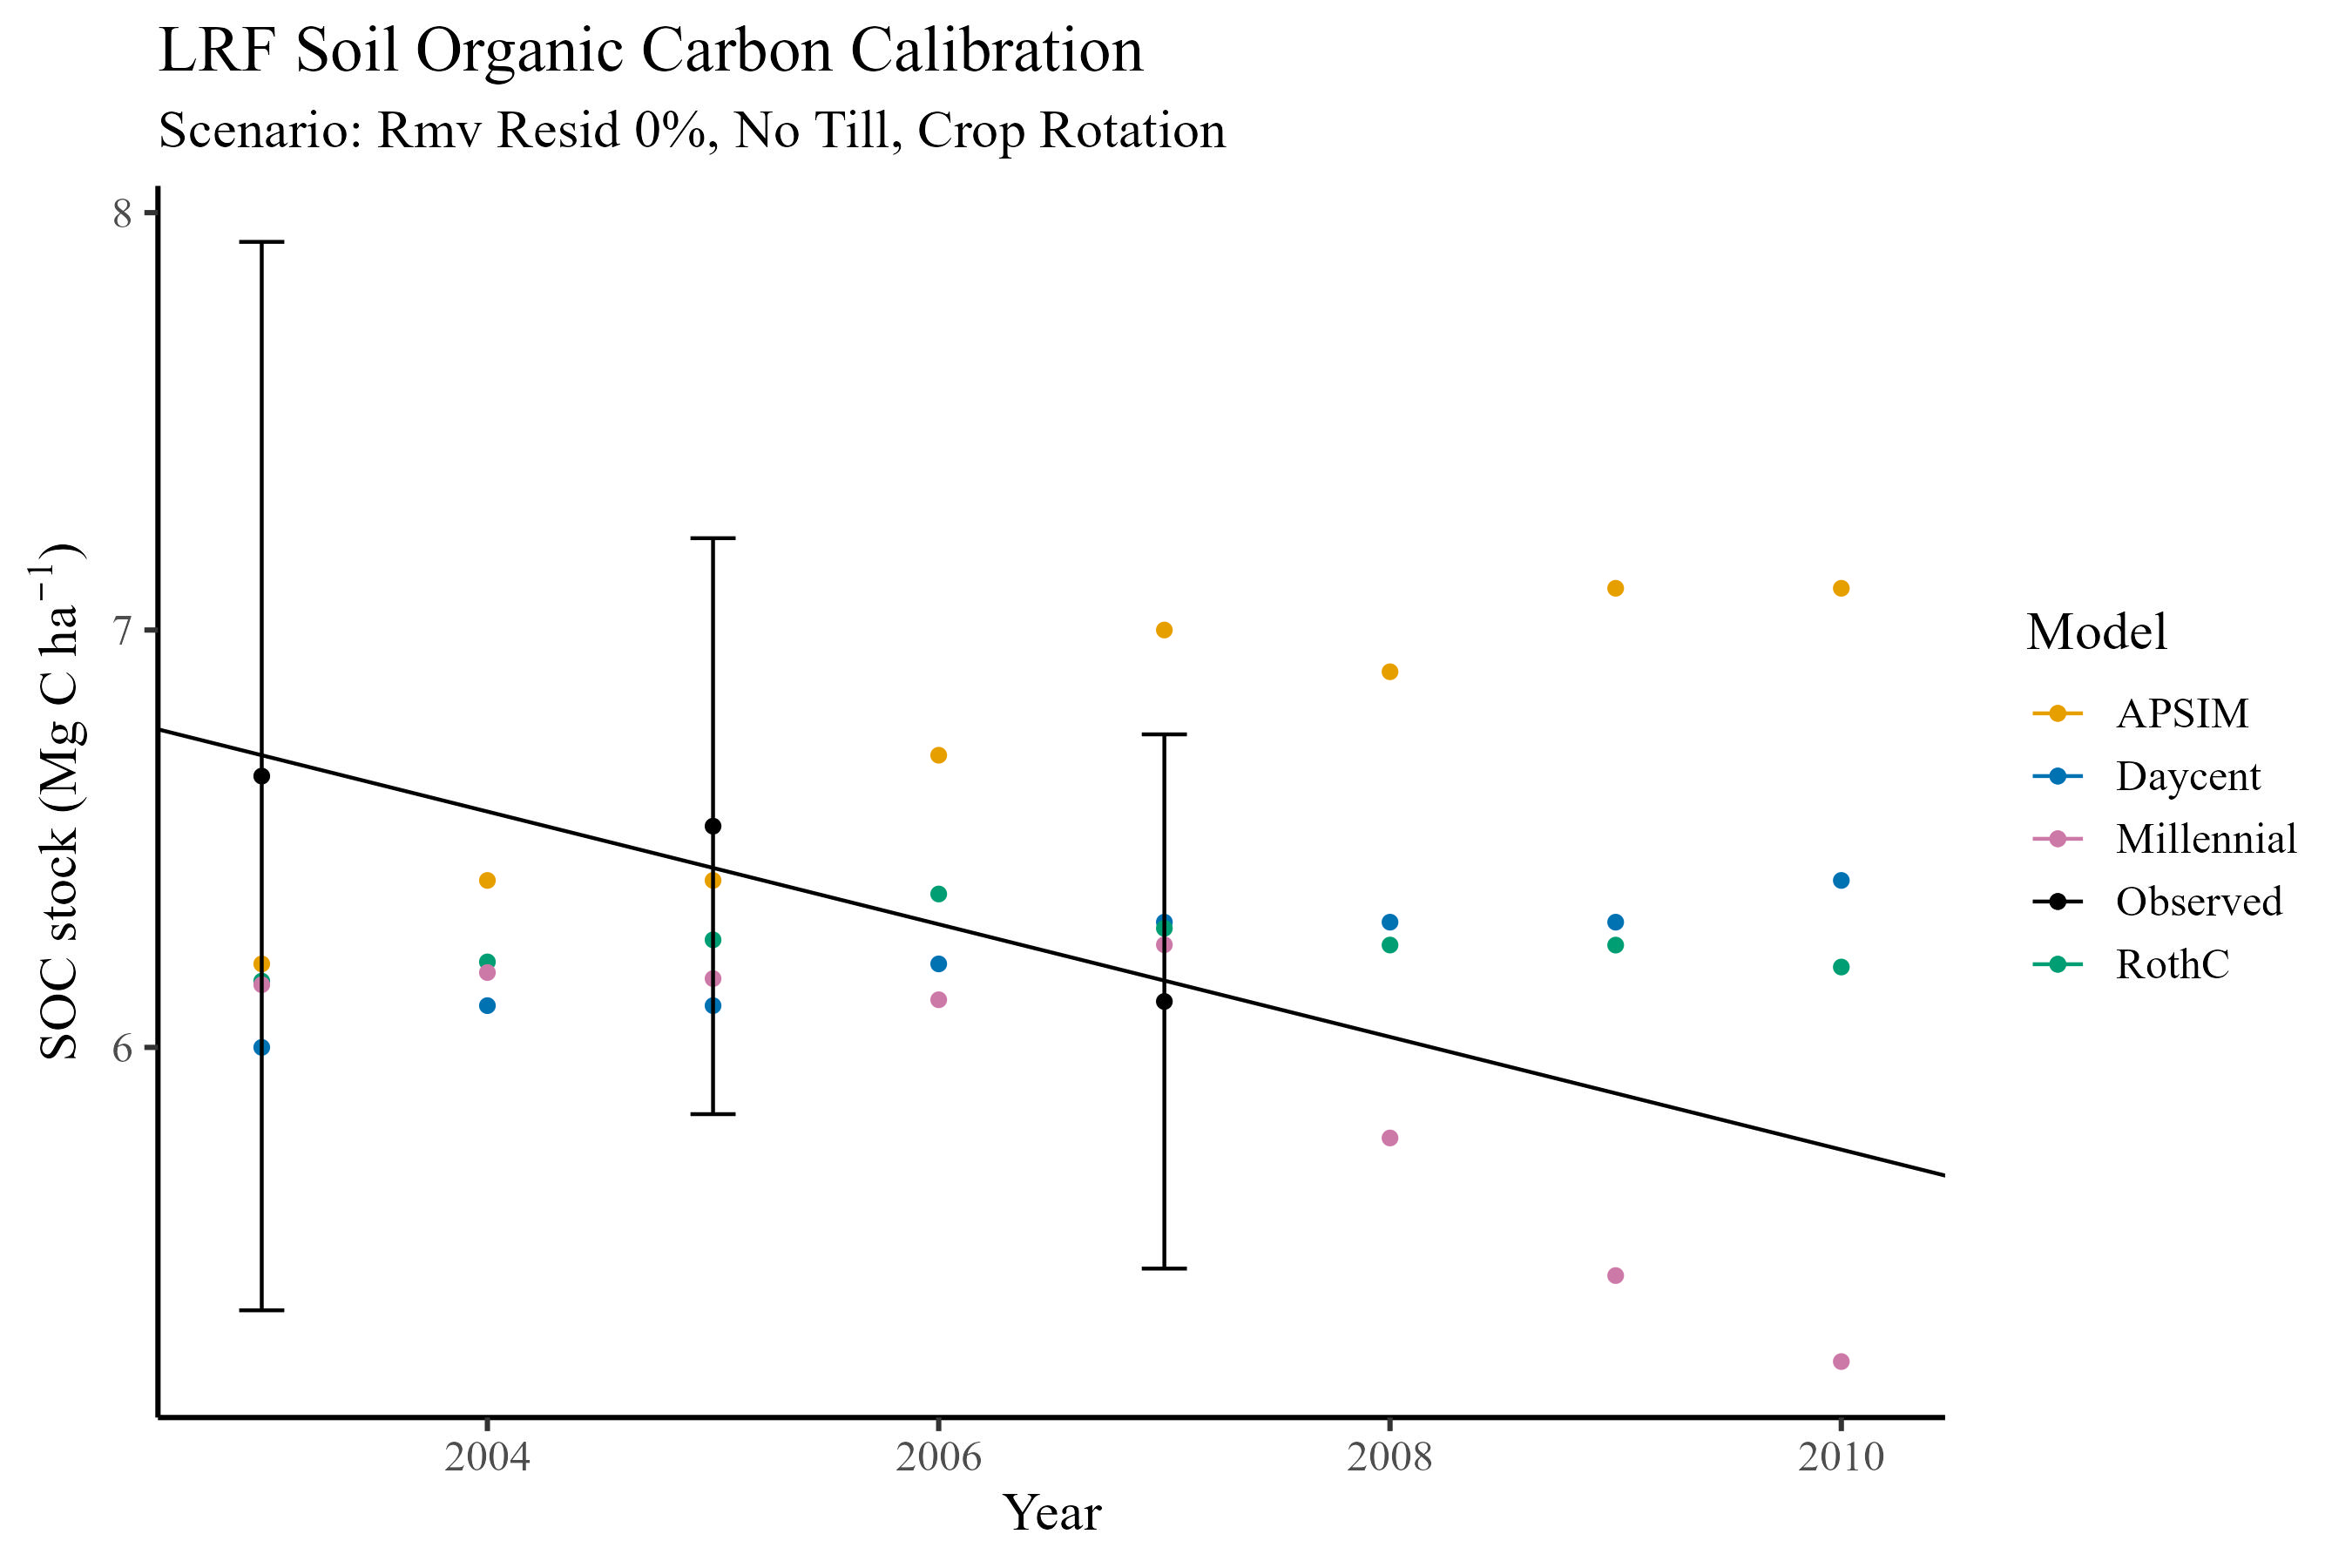 LRF Soil Organic Carbon Calibration
Scenario: Rmv Resid 0%, No Till, Crop Rotation
SOC stock (Mg C ha⁻¹)
8
7
6
2004
2006
2008
2010
Year
Model
APSIM
Daycent
Millennial
Observed
RothC